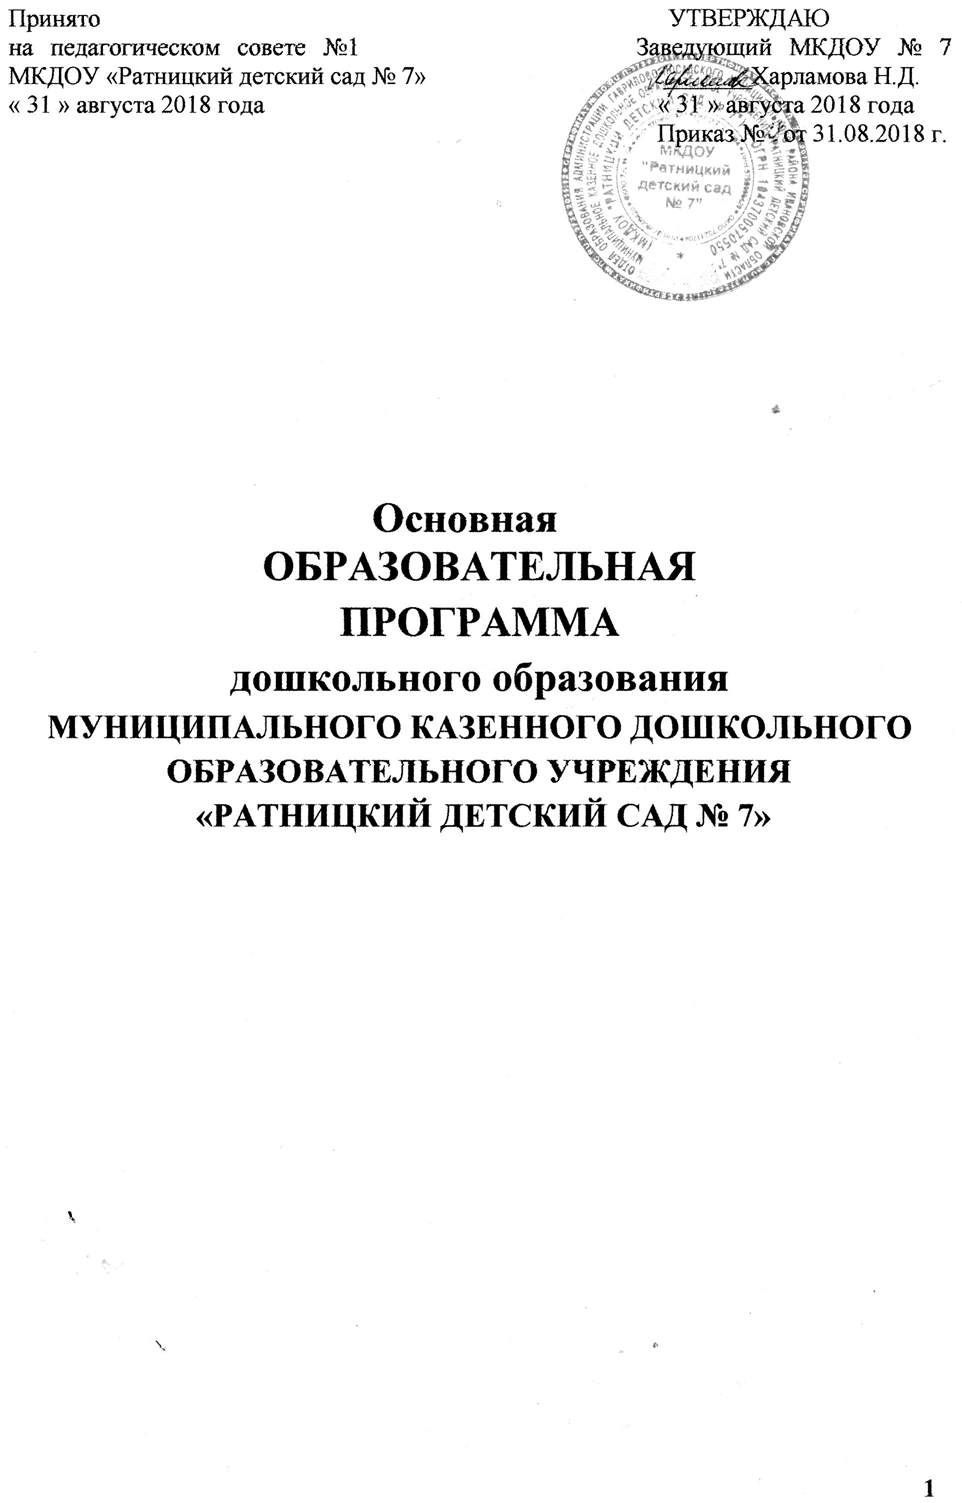 Принято
на педагогическом совете №1
МКДОУ «Ратницкий детский сад № 7»
« 31 » августа 2018 года
УТВЕРЖДАЮ
Заведующий МКДОУ № 7
Харламова Н.Д.
« 31 » августа 2018 года
Приказ № от 31.08.2018 г.
МКДОУ
"Ратницкий
детский сад
№ 7"
Основная
ОБРАЗОВАТЕЛЬНАЯ
ПРОГРАММА
дошкольного образования
МУНИЦИПАЛЬНОГО КАЗЕННОГО ДОШКОЛЬНОГО
ОБРАЗОВАТЕЛЬНОГО УЧРЕЖДЕНИЯ
«РАТНИЦКИЙ ДЕТСКИЙ САД № 7»
1